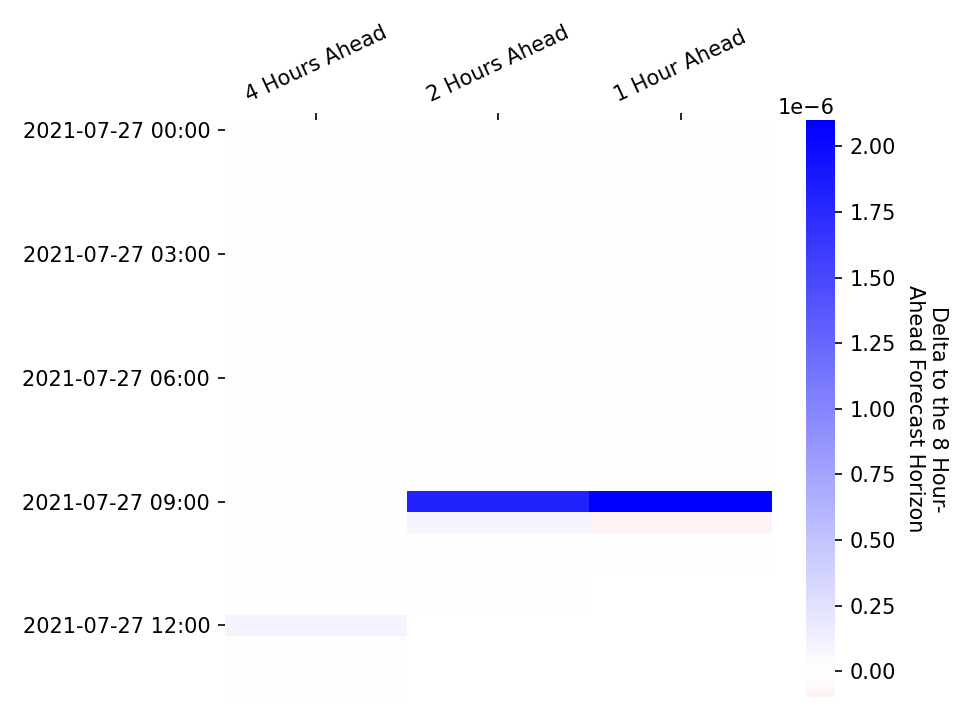 4 Hours Ahead
2 Hours Ahead
1 Hour Ahead
1e−6
2021-07-27 00:00
2021-07-27 03:00
2021-07-27 06:00
2021-07-27 09:00
2021-07-27 12:00
2.00
1.75
1.50
1.25
1.00
0.75
0.50
0.25
0.00
Delta to the 8 Hour-
Ahead Forecast Horizon